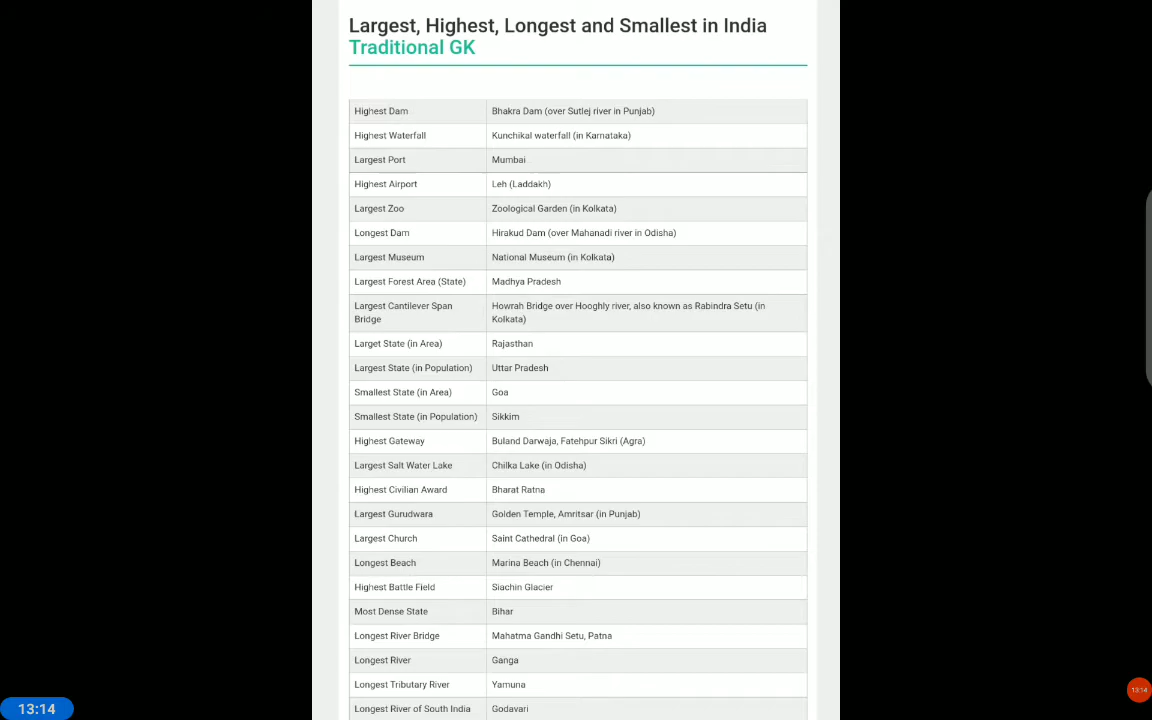 Largest, Highest, Longest and Smallest in India
Traditional GK
Highest Dam Bhakra Dam (over Sutlej river in Punjab)
Highest Waterfall Kunchikal waterfall (in Karnataka)
Largest Port Mumbai
Highest Airport Leh (Laddakh)
Largest Zoo Zoological Garden (in Kolkata)
Longest Dam Hirakud Dam (over Mahanadi river in Odisha)
Largest Museum National Museum (in Kolkata)
Largest Forest Area (State) Madhya Pradesh
Largest Cantilever Span Howrah Bridge over Hooghly river, also known as Rabindra Setu (in
Bridge Kolkata)
Larget State (in Area) Rajasthan
Largest State (in Population) Uttar Pradesh
Smallest State (in Area) Goa
Smallest State (in Population) Sikkim
Highest Gateway Buland Darwaja, Fatehpur Sikri (Agra)
Largest Salt Water Lake Chilka Lake (in Odisha)
Highest Civilian Award Bharat Ratna
Largest Gurudwara Golden Temple, Amritsar (in Punjab)
Largest Church Saint Cathedral (in Goa)
Longest Beach Marina Beach (in Chennai)
Highest Battle Field Siachin Glacier
Most Dense State Bihar
Longest River Bridge Mahatma Gandhi Setu, Patna
Longest River Ganga
Longest Tributary River Yamuna
Longest River of South India Godavari
13:14
13:14